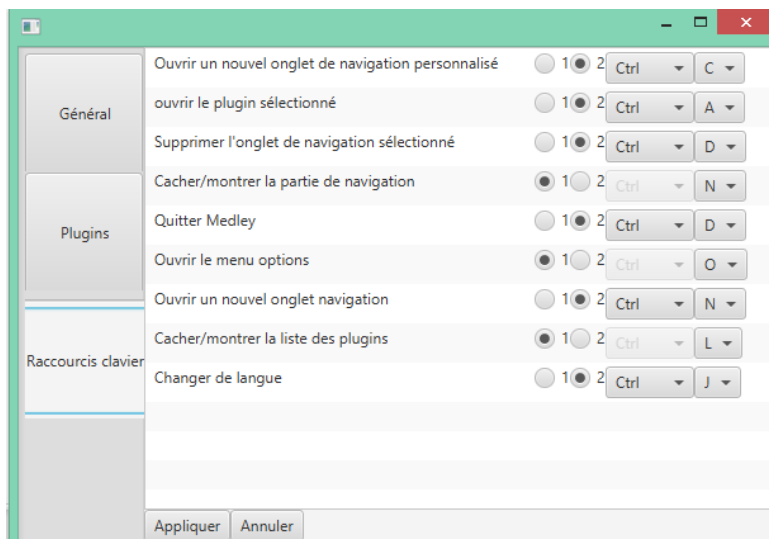 Ouvrir un nouvel onglet de navigation personnalisé 1 2 Ctrl C
Général
ouvrir le plugin sélectionné 1 2 Ctrl A
Supprimer l'onglet de navigation sélectionné 1 2 Ctrl D
Cacher/montrer la partie de navigation 1 2 Ctrl N
Plugins
Quitter Medley 1 2 Ctrl D
Ouvrir le menu options 1 2 Ctrl O
Ouvrir un nouvel onglet navigation 1 2 Ctrl N
Cacher/montrer la liste des plugins 1 2 Ctrl L
Raccourcis clavier
Changer de langue 1 2 Ctrl J
Appliquer Annuler